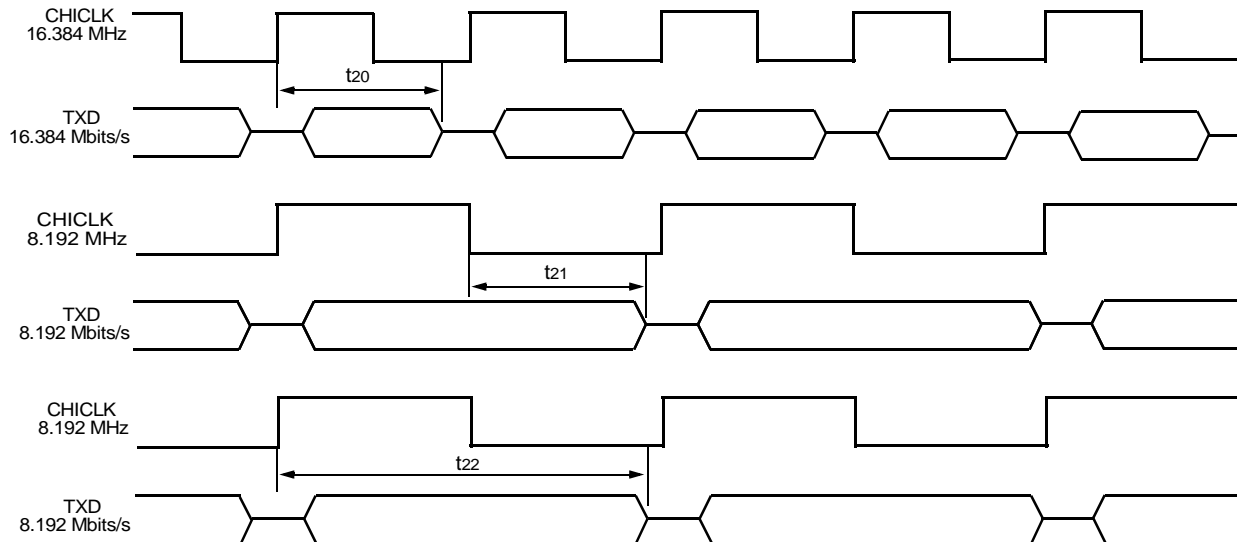 CHICLK
16.384 MHz
t20
TXD
16.384 Mbits/s
CHICLK
8.192 MHz
t21
TXD
8.192 Mbits/s
CHICLK
8.192 MHz
t22
TXD
8.192 Mbits/s